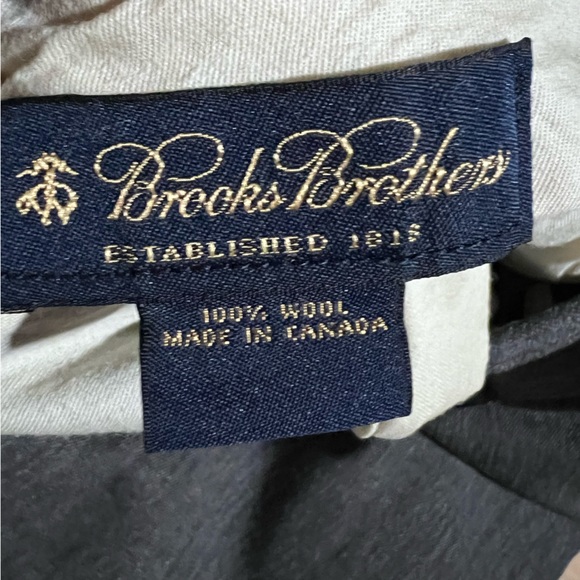 Brooks Brothers
ESTABLISHED 1818
100% WOOL
MADE IN CANADA